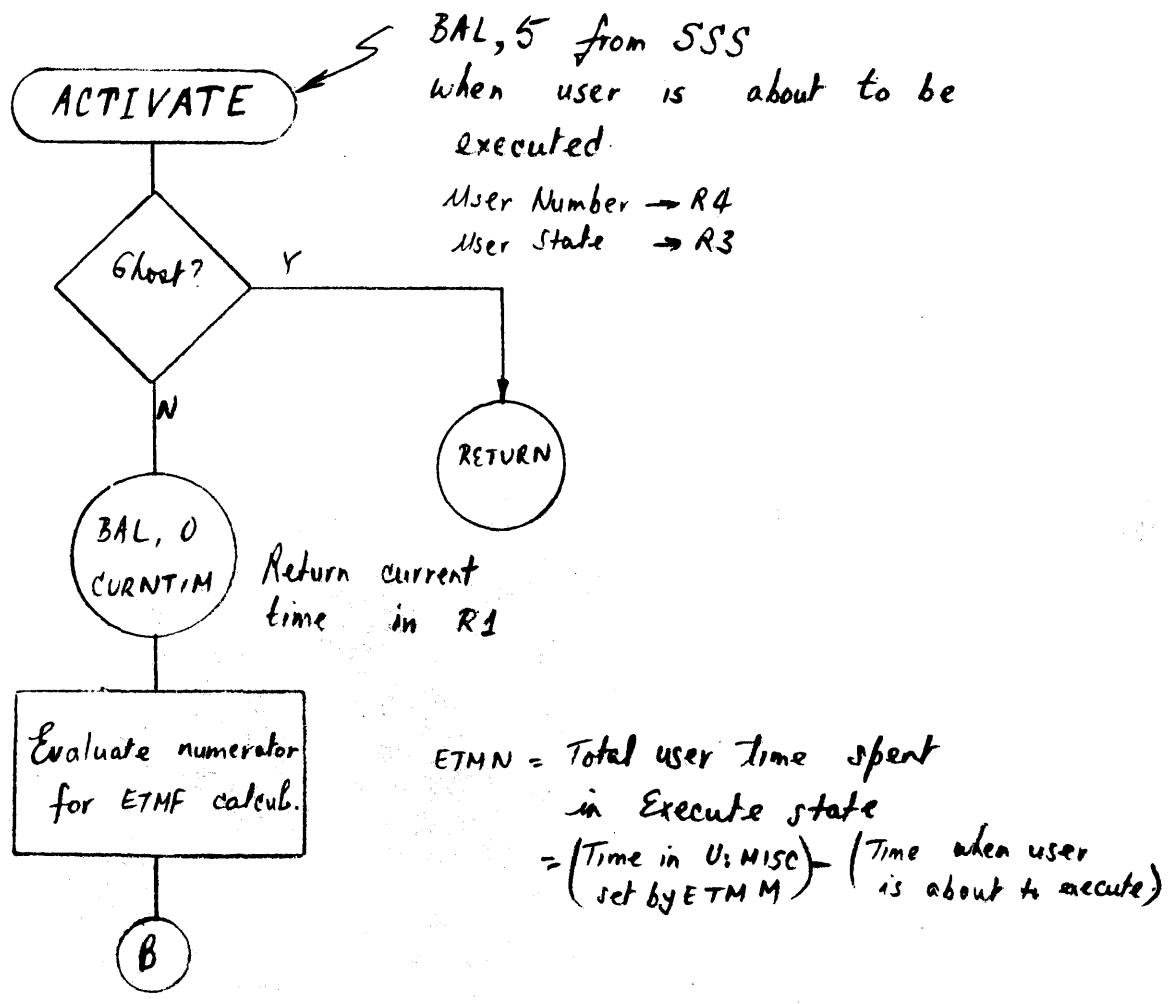 BAL, 5 from SSS
when user is about to be
executed.
User Number → R4
User State → R3
ACTIVATE
Ghost?
Y
N
RETURN
BAL, 0
CURNTIM
Return current
time in R1
Evaluate numerator
for ETMF calcul.
ETMN = Total user time spent
in Execute state
= (Time in U:MISC set by ETMM) - (Time when user is about to execute)
B